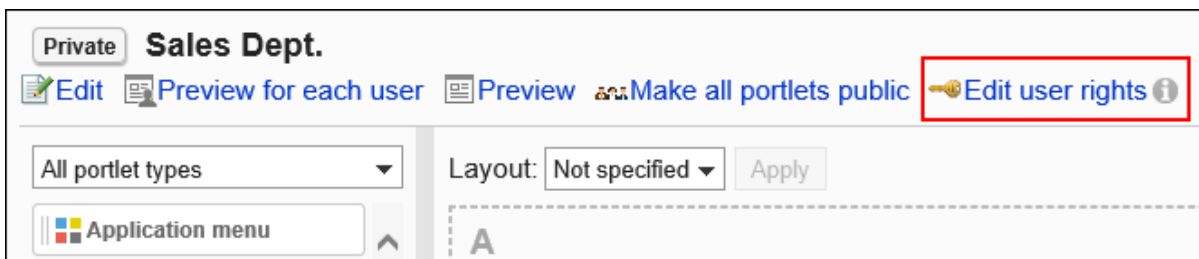 Private Sales Dept.
Edit Preview for each user Preview Make all portlets public Edit user rights
All portlet types Layout: Not specified Apply
Application menu A